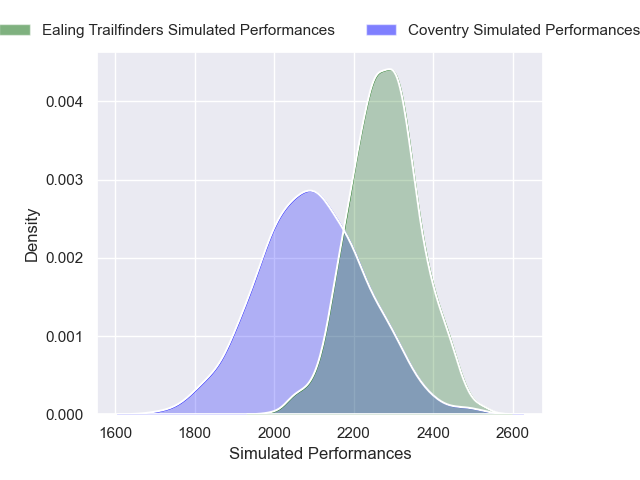 Ealing Trailfinders Simulated Performances Coventry Simulated Performances
0.004
0.003
0.002
0.001
0.000
Density
1600 1800 2000 2200 2400 2600
Simulated Performances